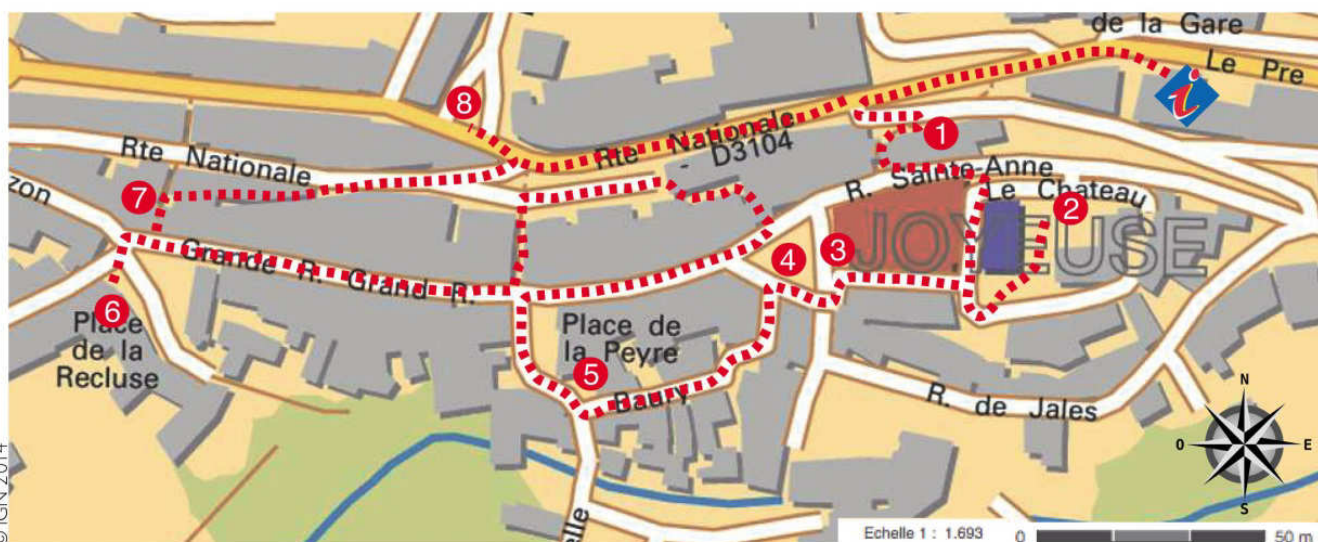 de la Gare
Le Pre
i
8
1
Rte Nationale
D3104
Rte Nationale
R. Sainte-Anne
Le Chateau
zon
7
2
JOYEUSE
3
4
Grande R. Grand R.
6
Place
de la
Recluse
Place de
la Peyre
5
Baury
R. de Jales
N
O
E
S
elle
© IGN 2014
Echelle 1 : 1.693
0
50 m